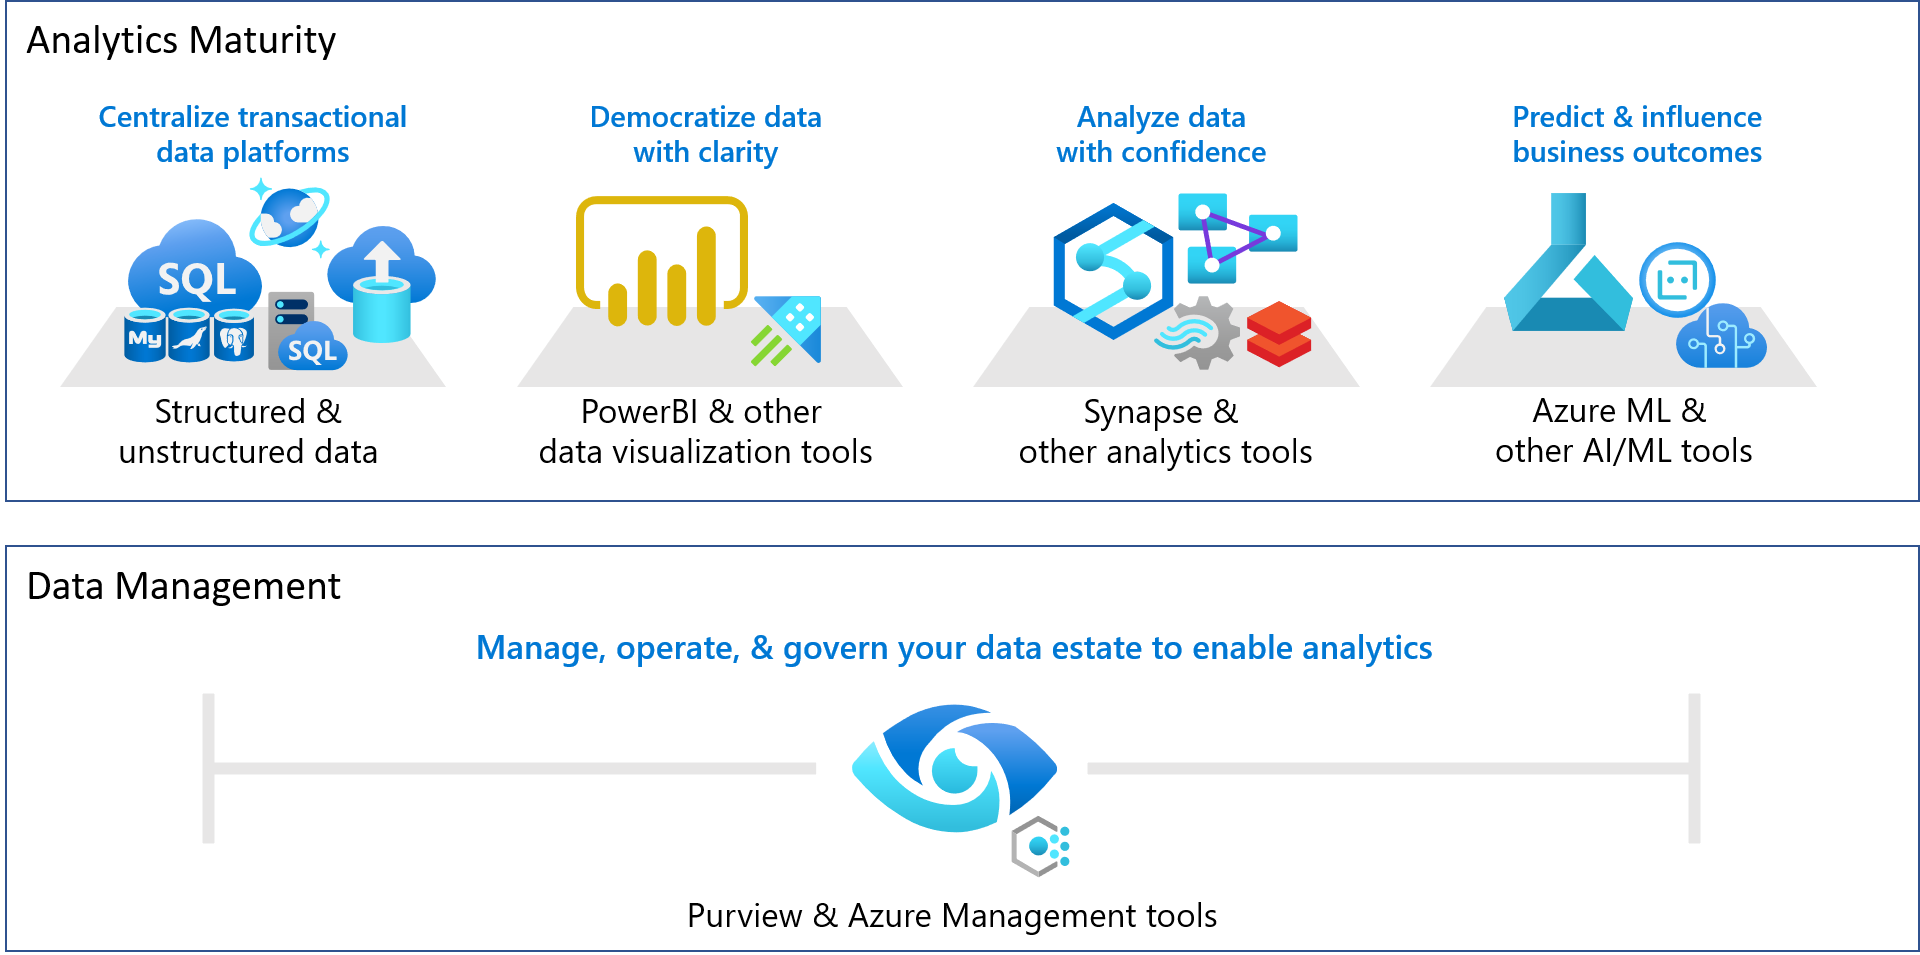 Analytics Maturity
Centralize transactional
data platforms
Democratize data
with clarity
Analyze data
with confidence
Predict & influence
business outcomes
SQL
My
SQL
Structured &
unstructured data
PowerBI & other
data visualization tools
Synapse &
other analytics tools
Azure ML &
other AI/ML tools
Data Management
Manage, operate, & govern your data estate to enable analytics
Purview & Azure Management tools